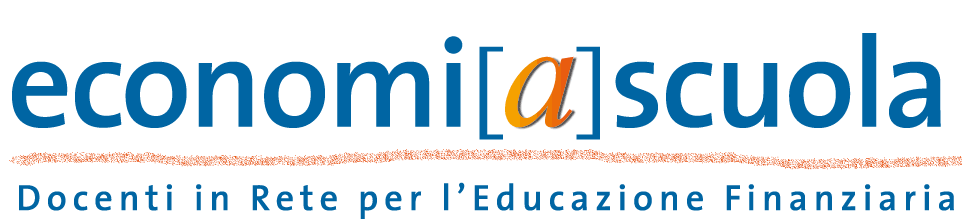 economi[a]scuola
Docenti in Rete per l’Educazione Finanziaria